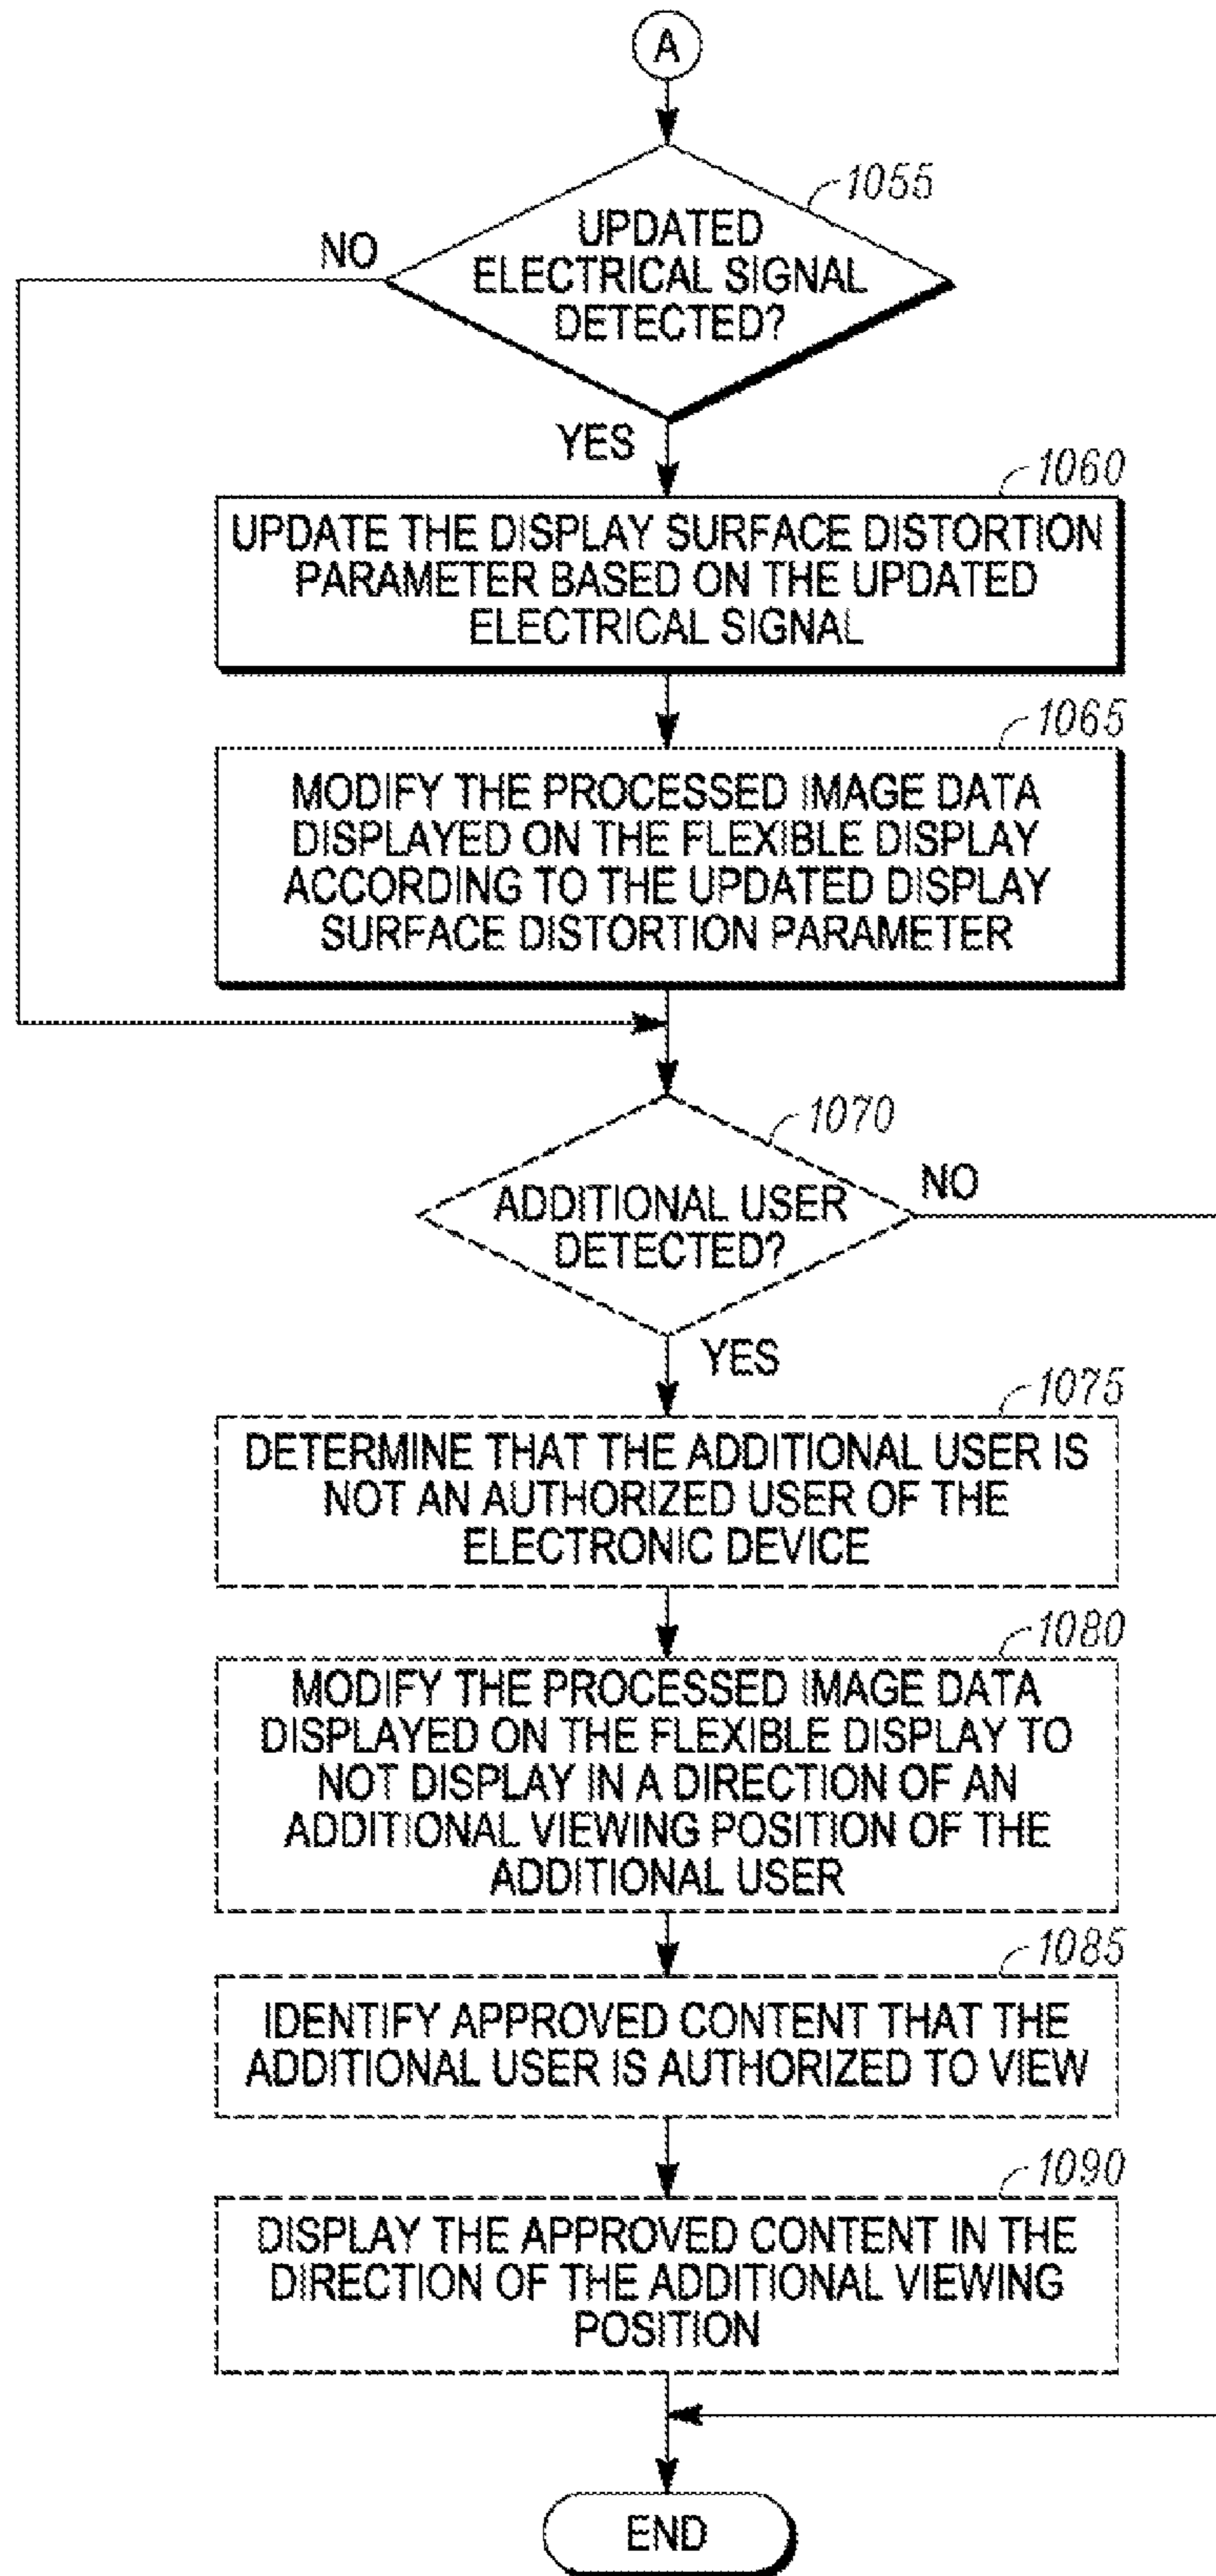 A
1055
UPDATED
ELECTRICAL SIGNAL
DETECTED?
NO
YES
1060
UPDATE THE DISPLAY SURFACE DISTORTION
PARAMETER BASED ON THE UPDATED
ELECTRICAL SIGNAL
1065
MODIFY THE PROCESSED IMAGE DATA
DISPLAYED ON THE FLEXIBLE DISPLAY
ACCORDING TO THE UPDATED DISPLAY
SURFACE DISTORTION PARAMETER
1070
ADDITIONAL USER
DETECTED?
NO
YES
1075
DETERMINE THAT THE ADDITIONAL USER IS
NOT AN AUTHORIZED USER OF THE
ELECTRONIC DEVICE
1080
MODIFY THE PROCESSED IMAGE DATA
DISPLAYED ON THE FLEXIBLE DISPLAY TO
NOT DISPLAY IN A DIRECTION OF AN
ADDITIONAL VIEWING POSITION OF THE
ADDITIONAL USER
1085
IDENTIFY APPROVED CONTENT THAT THE
ADDITIONAL USER IS AUTHORIZED TO VIEW
1090
DISPLAY THE APPROVED CONTENT IN THE
DIRECTION OF THE ADDITIONAL VIEWING
POSITION
END